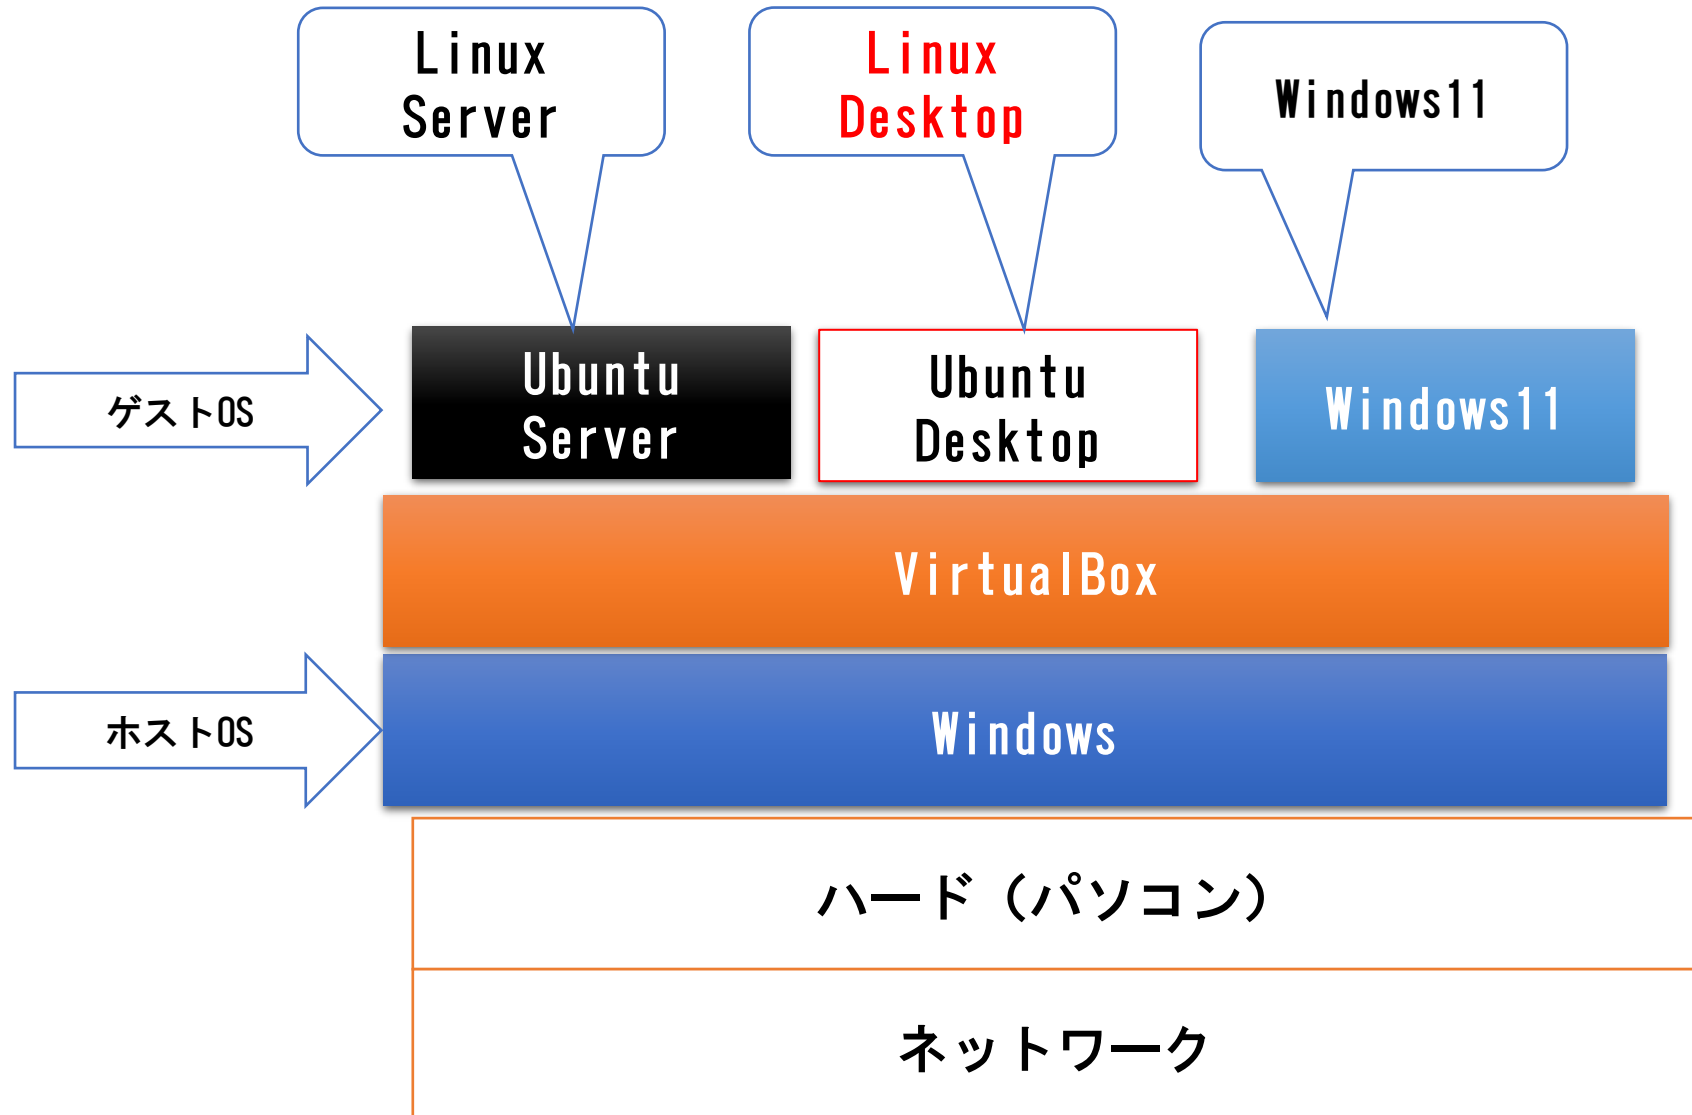 Linux
Server
Linux
Desktop
Windows11
ゲストOS
Ubuntu
Server
Ubuntu
Desktop
Windows11
VirtualBox
ホストOS
Windows
ハード（パソコン）
ネットワーク